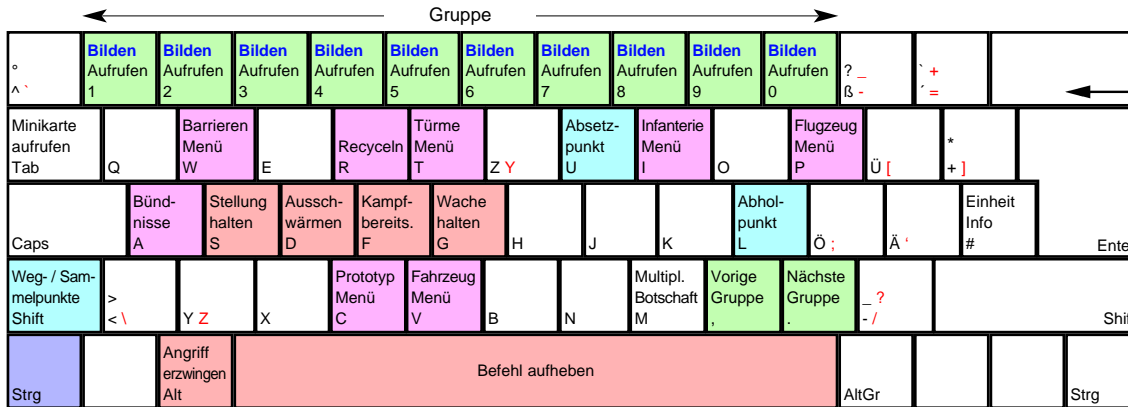 Gruppe
Bilden Bilden Bilden Bilden Bilden Bilden Bilden Bilden Bilden Bilden
° Aufrufen Aufrufen Aufrufen Aufrufen Aufrufen Aufrufen Aufrufen Aufrufen Aufrufen Aufrufen ? _ ` +
^ ` 1 2 3 4 5 6 7 8 9 0 ß - ´ =
Minikarte Barrieren Türme Absetz- Infanterie Flugzeug *
aufrufen Menü Recyceln Menü punkt Menü Menü
Tab Q W E R T Z Y U I O P Ü [ + ]
Bünd- Stellung Aussch- Kampf- Wache Abhol- Einheit
nisse halten wärmen bereits. halten punkt Info
Caps A S D F G H J K L Ö ; Ä ‘ # Ente
Weg- / Sam- Prototyp Fahrzeug Multipl. Vorige Nächste
melpunkte > Menü Menü Botschaft Gruppe Gruppe _ ?
Shift < \ Y Z X C V B N M , . - / Shift
Angriff
erzwingen Befehl aufheben
Strg Alt AltGr Strg